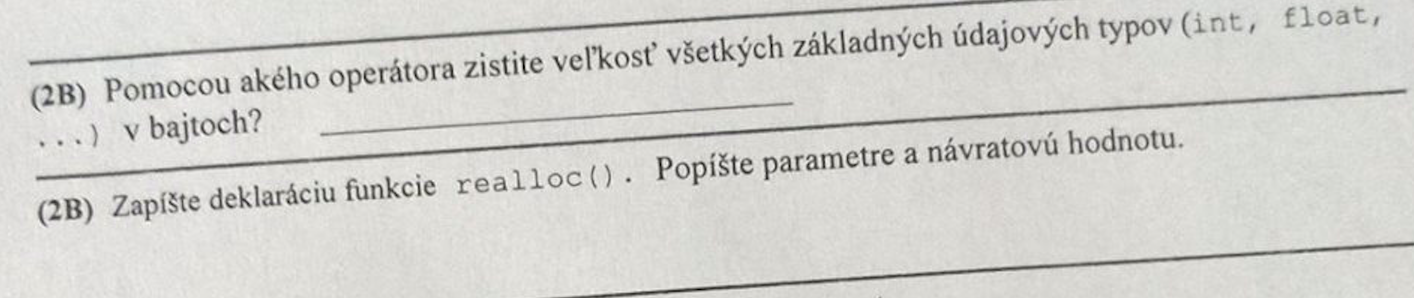 (2B) Pomocou akého operátora zistite veľkosť všetkých základných údajových typov (int, float,
...) v bajtoch?
(2B) Zapíšte deklaráciu funkcie realloc(). Popíšte parametre a návratovú hodnotu.